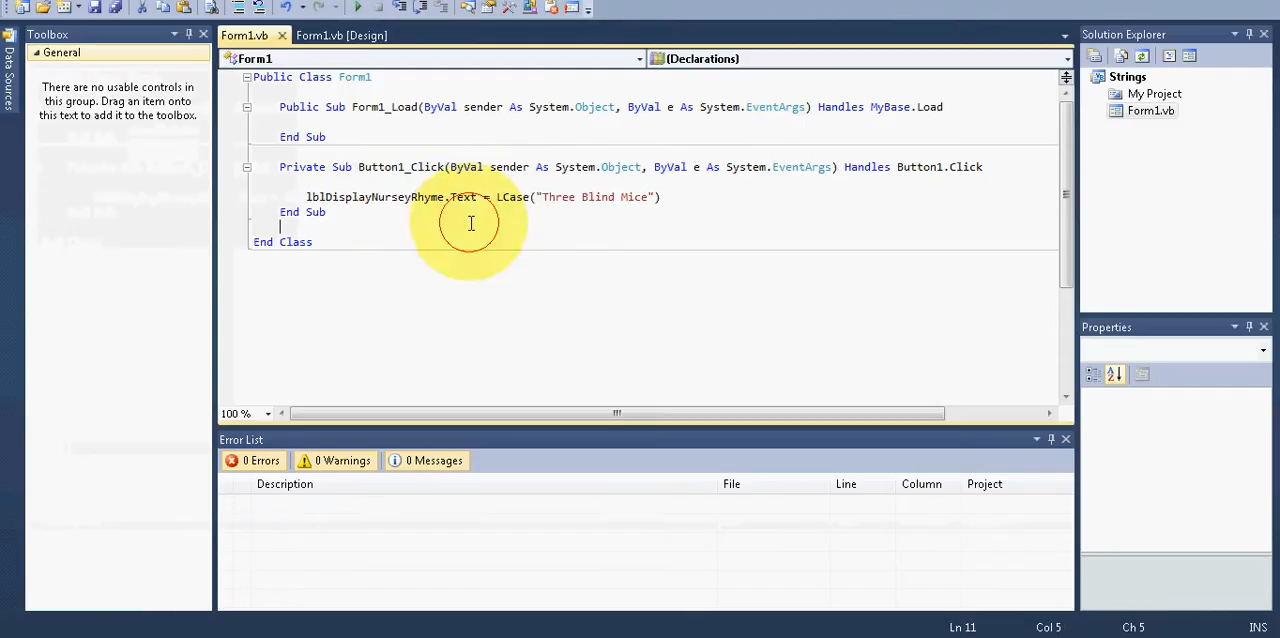 Toolbox
General
There are no usable controls in
this group. Drag an item onto
this text to add it to the toolbox.
Data Sources
Form1.vb
Form1.vb [Design]
Form1
(Declarations)
Public Class Form1
Public Sub Form1_Load(ByVal sender As System.Object, ByVal e As System.EventArgs) Handles MyBase.Load
End Sub
Private Sub Button1_Click(ByVal sender As System.Object, ByVal e As System.EventArgs) Handles Button1.Click
lblDisplayNurseyRhyme.Text = LCase("Three Blind Mice")
End Sub
End Class
100 %
Error List
0 Errors
0 Warnings
0 Messages
Description File Line Column Project
Solution Explorer
Strings
My Project
Form1.vb
Properties
Ln 11 Col 5 Ch 5 INS